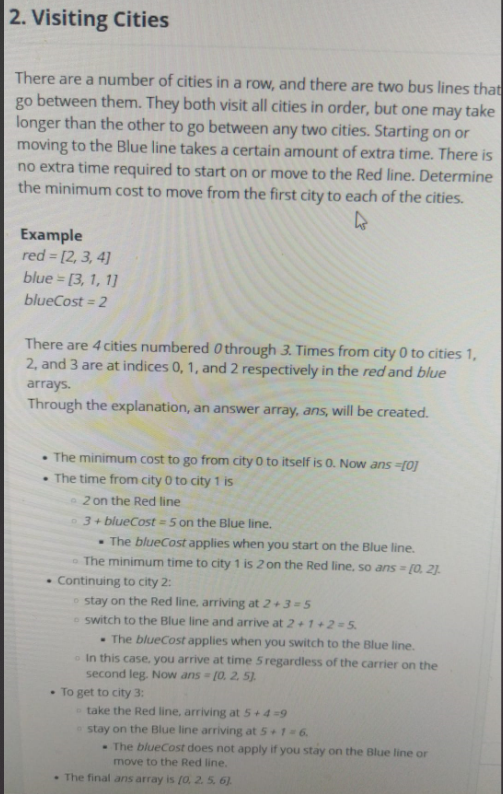 2. Visiting Cities
There are a number of cities in a row, and there are two bus lines that
go between them. They both visit all cities in order, but one may take
longer than the other to go between any two cities. Starting on or
moving to the Blue line takes a certain amount of extra time. There is
no extra time required to start on or move to the Red line. Determine
the minimum cost to move from the first city to each of the cities.
Example
red = [2, 3, 4]
blue = [3, 1, 1]
blueCost = 2
There are 4 cities numbered 0 through 3. Times from city 0 to cities 1,
2, and 3 are at indices 0, 1, and 2 respectively in the red and blue
arrays.
Through the explanation, an answer array, ans, will be created.
• The minimum cost to go from city 0 to itself is 0. Now ans =[0]
• The time from city 0 to city 1 is
◦ 2 on the Red line
◦ 3 + blueCost = 5 on the Blue line.
▪ The blueCost applies when you start on the Blue line.
◦ The minimum time to city 1 is 2 on the Red line, so ans = [0, 2].
• Continuing to city 2:
◦ stay on the Red line, arriving at 2 + 3 = 5
◦ switch to the Blue line and arrive at 2 + 1 + 2 = 5.
▪ The blueCost applies when you switch to the Blue line.
◦ In this case, you arrive at time 5 regardless of the carrier on the
second leg. Now ans = [0, 2, 5].
• To get to city 3:
◦ take the Red line, arriving at 5 + 4 =9
◦ stay on the Blue line arriving at 5 + 1 = 6.
▪ The blueCost does not apply if you stay on the Blue line or
move to the Red line.
• The final ans array is [0, 2, 5, 6].